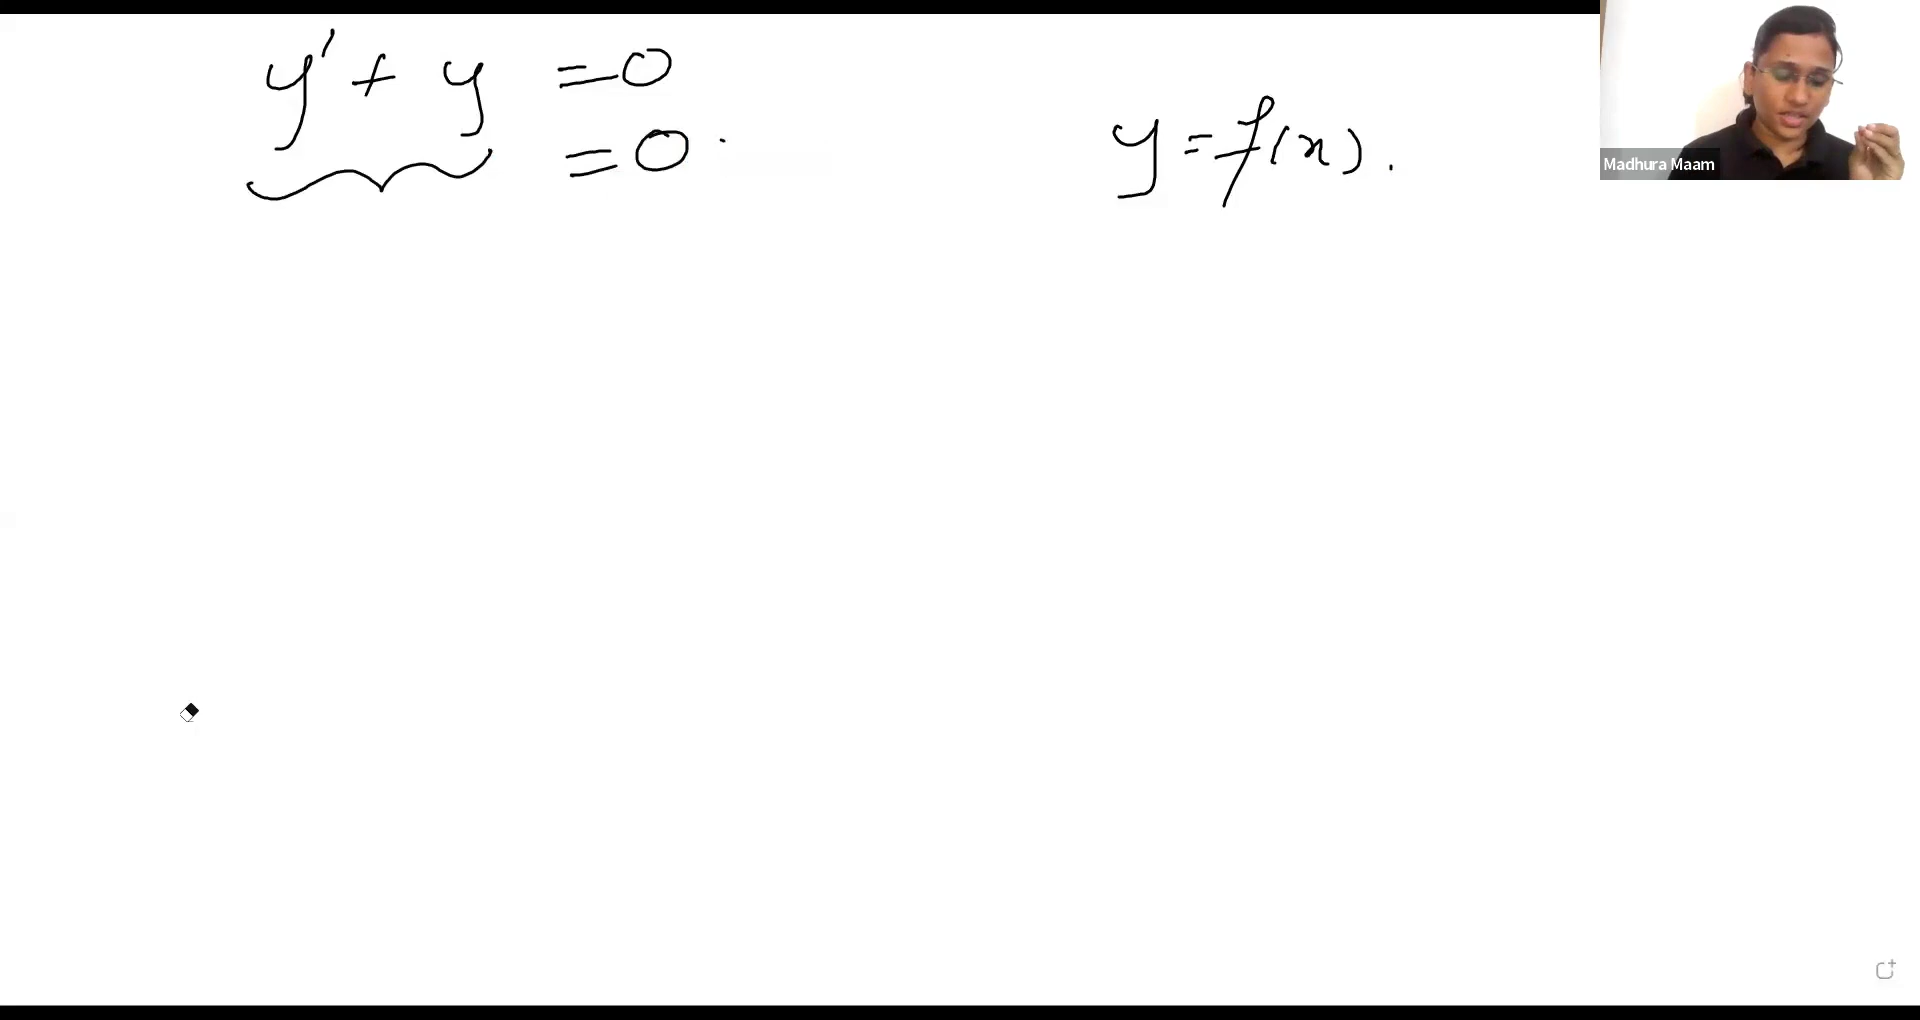 y' + y = 0
= 0 .
y = f(x) .
Madhura Maam